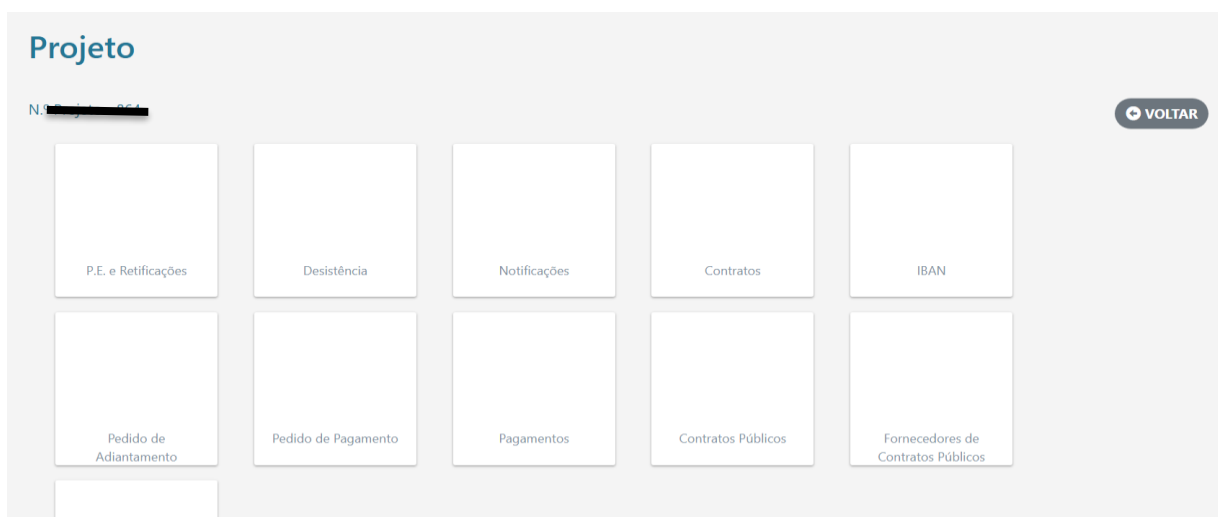 Projeto
N.º
VOLTAR
P.E. e Retificações
Desistência
Notificações
Contratos
IBAN
Pedido de
Adiantamento
Pedido de Pagamento
Pagamentos
Contratos Públicos
Fornecedores de
Contratos Públicos